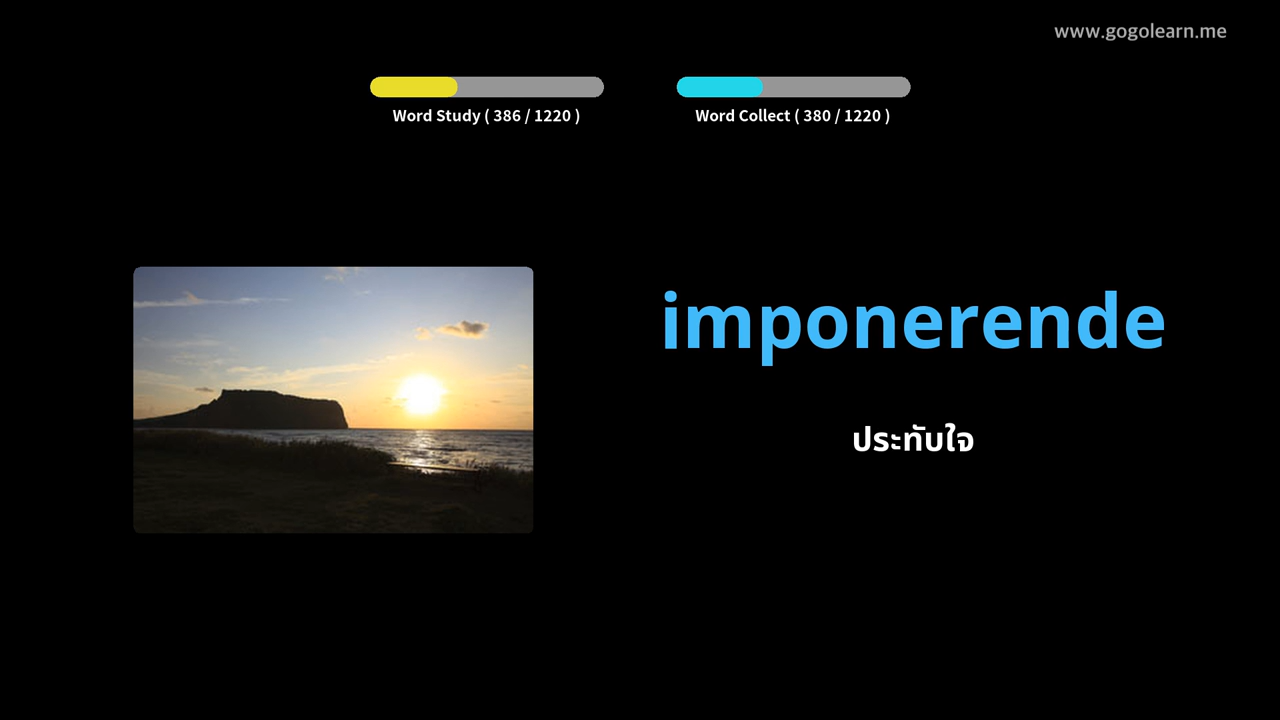 www.gogolearn.me
Word Study ( 386 / 1220 )
Word Collect ( 380 / 1220 )
imponerende
ประทับใจ